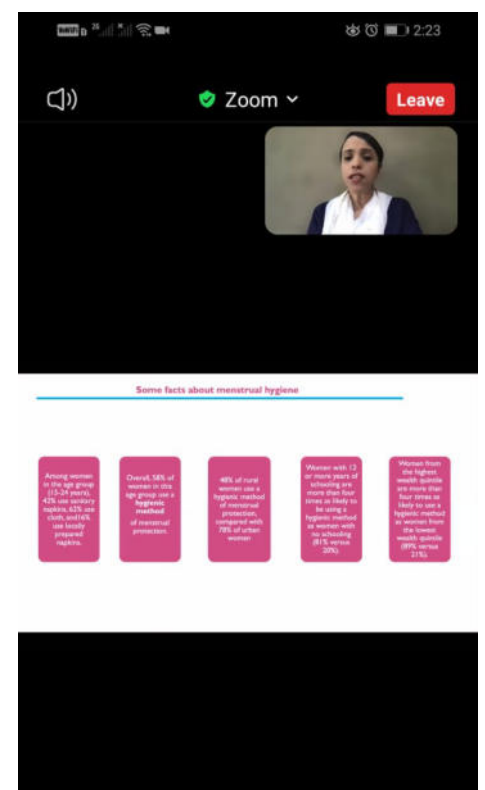 2:23
Zoom
Leave
Some facts about menstrual hygiene
Among women
in the age group
(15-24 years),
42% use sanitary
napkins, 62% use
cloth, and16%
use locally
prepared
napkins.
Overall, 58% of
women in this
age group use a
hygienic
method
of menstrual
protection.
48% of rural
women use a
hygienic method
of menstrual
protection,
compared with
78% of urban
women
Women with 12
or more years of
schooling are
more than four
times as likely to
be using a
hygienic method
as women with
no schooling
(81% versus
20%).
Women from
the highest
wealth quintile
are more than
four times as
likely to use a
hygienic method
as women from
the lowest
wealth quintile
(89% versus
21%).